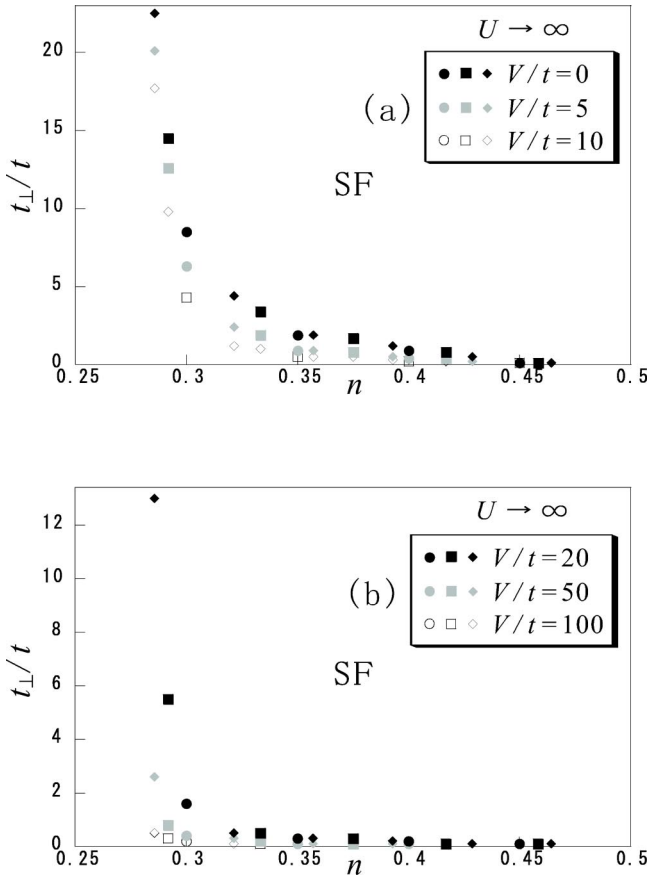 U → ∞
V/t=0
V/t=5
V/t=10
(a)
SF
t⊥/t
20
15
10
5
0
0.25 0.3 0.35 0.4 0.45 0.5
n
U → ∞
V/t=20
V/t=50
V/t=100
(b)
SF
t⊥/t
12
10
8
6
4
2
0
0.25 0.3 0.35 0.4 0.45 0.5
n